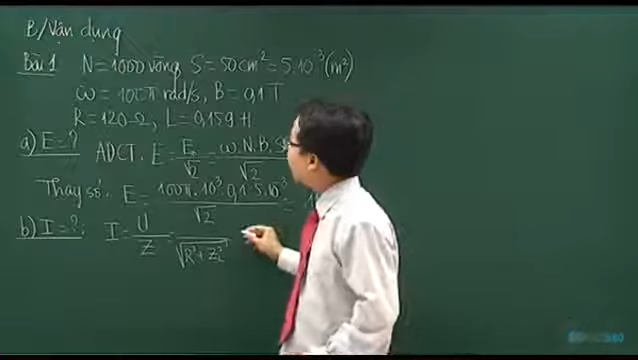 B/Vận dụng
Bài 1 N = 1000 vòng, S = 50 cm² = 5.10⁻³ (m²)
ω = 100π rad/s, B = 0,1 T
R = 120 Ω, L = 0,159 H
a) E = ? ADCT. E = E₀/√2 = ω.N.B.S/√2
Thay số. E = 100π.10³.0,1.5.10⁻³/√2 = 1
b) I = ? I = U/Z = /√R²+Z²